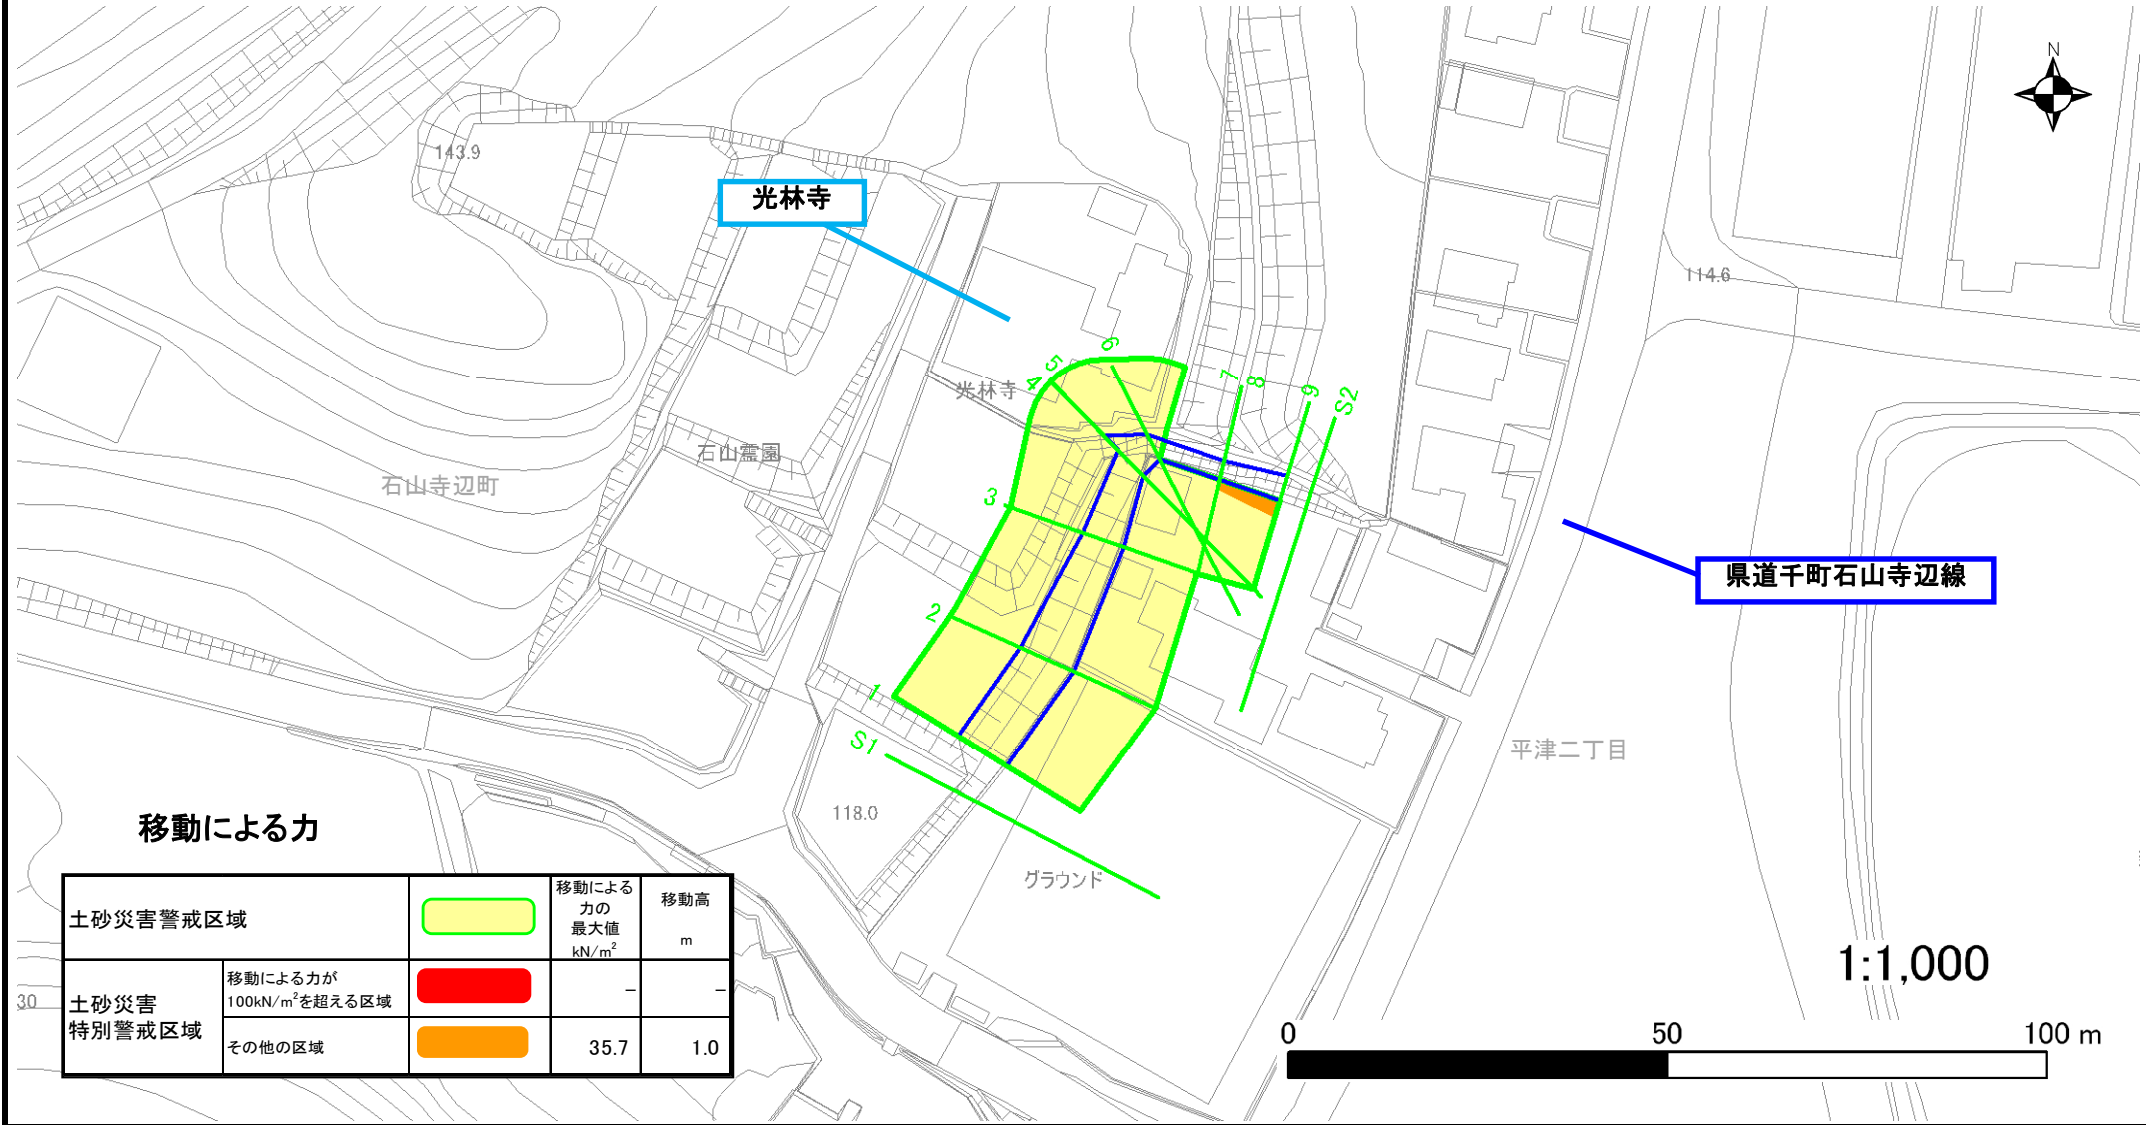 N
143.9
光林寺
114.6
6
5
4
7
8
9
S2
光林寺
石山霊園
石山寺辺町
3
県道千町石山寺辺線
2
1
S1
平津二丁目
118.0
グラウンド
移動による力
土砂災害警戒区域
移動による
力の
最大値
kN/m²
移動高
m
土砂災害
特別警戒区域
移動による力が
100kN/m²を超える区域
－
－
その他の区域
35.7
1.0
30
1:1,000
0
50
100 m